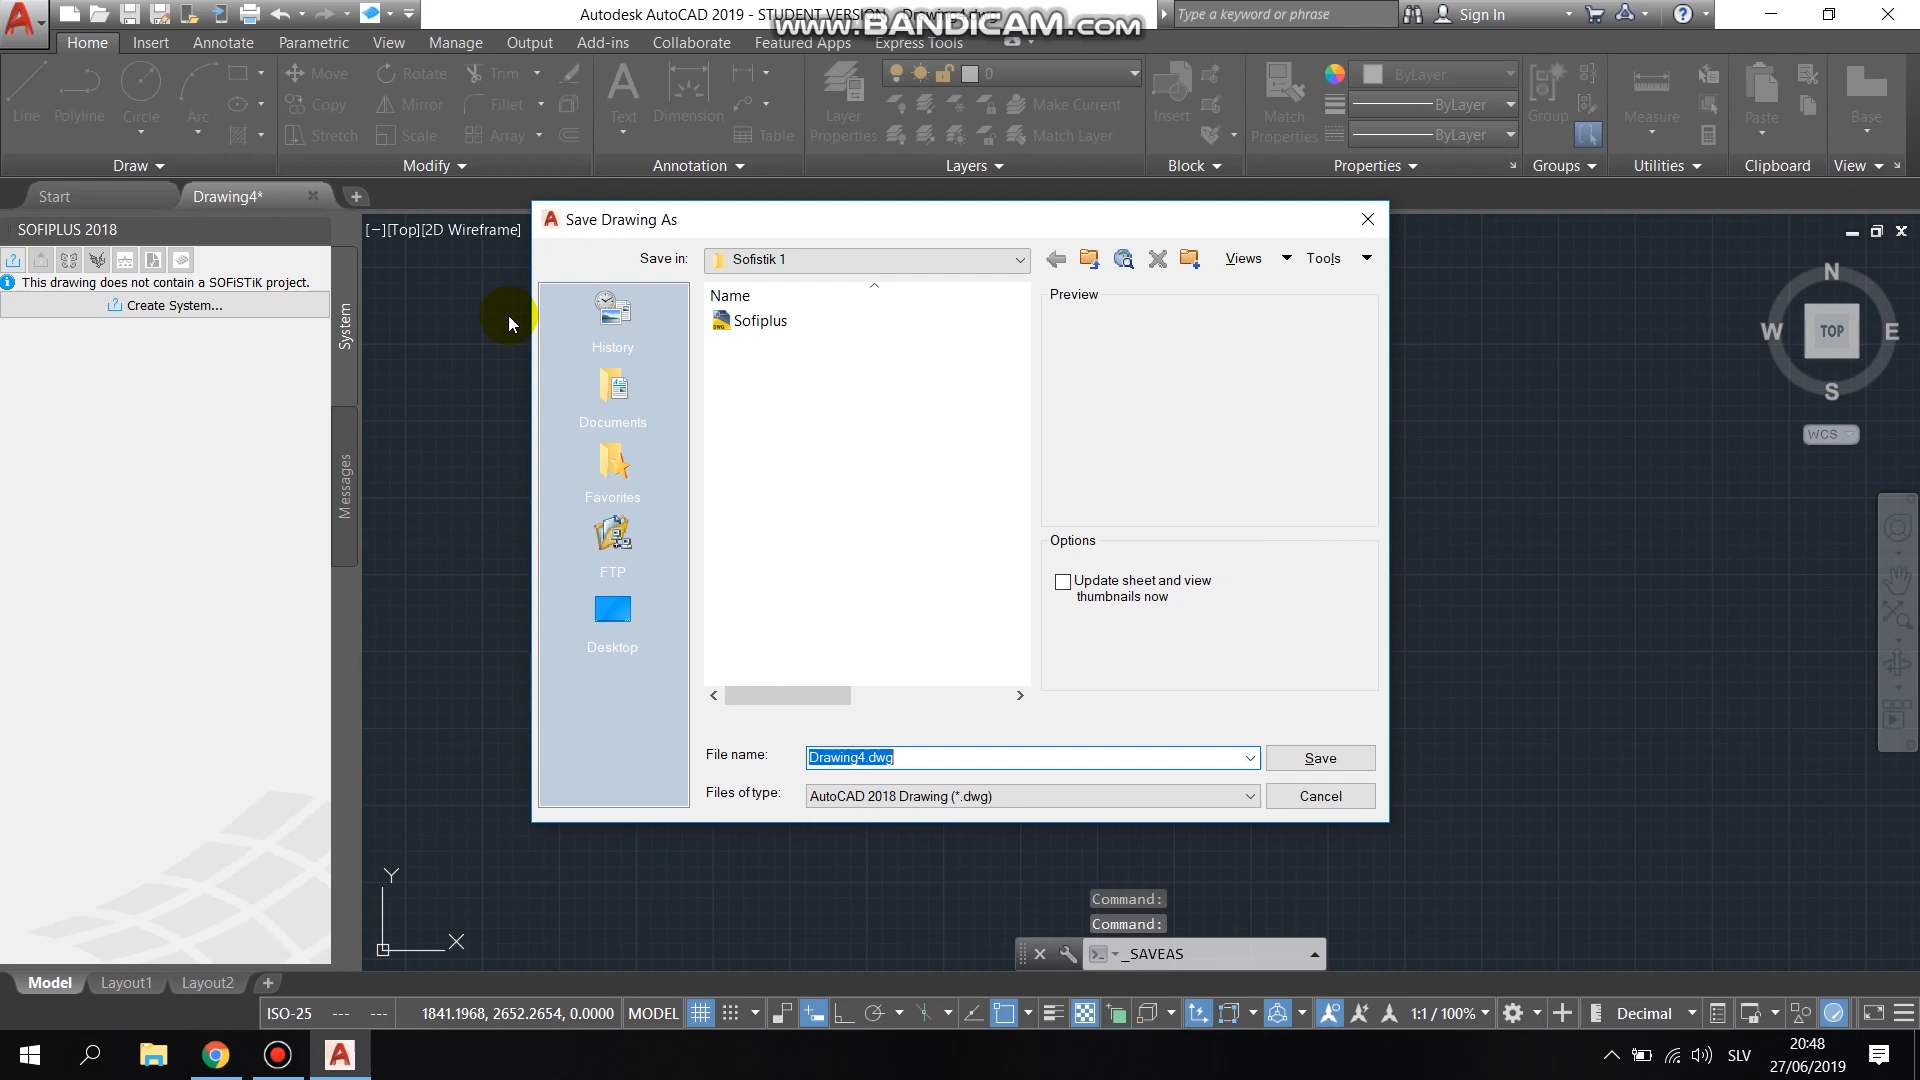 Autodesk AutoCAD 2019 - STUDENT VERSION Drawing4.dwg
www.BANDICAM.com
Type a keyword or phrase
Sign In
Home Insert Annotate Parametric View Manage Output Add-ins Collaborate Featured Apps Express Tools
Line Polyline Circle Arc
Move Rotate Trim
Copy Mirror Fillet
Stretch Scale Array
Text Dimension Table
Layer Properties
0
Make Current
Match Layer
Insert
Match Properties
ByLayer
ByLayer
ByLayer
Group Measure Paste Base
Draw Modify Annotation Layers Block Properties Groups Utilities Clipboard View
Start Drawing4*
SOFIPLUS 2018
This drawing does not contain a SOFiSTiK project.
Create System...
System
Messages
[−][Top][2D Wireframe]
Save Drawing As
Save in: Sofistik 1
Views Tools
History
Documents
Favorites
FTP
Desktop
Name
Sofiplus
Preview
Options
Update sheet and view
thumbnails now
File name: Drawing4.dwg Save
Files of type: AutoCAD 2018 Drawing (*.dwg) Cancel
N
W TOP E
S
WCS
Y
X
Command:
Command:
_SAVEAS
Model Layout1 Layout2
ISO-25 --- --- 1841.1968, 2652.2654, 0.0000 MODEL 1:1 / 100% Decimal
SLV
20:48
27/06/2019